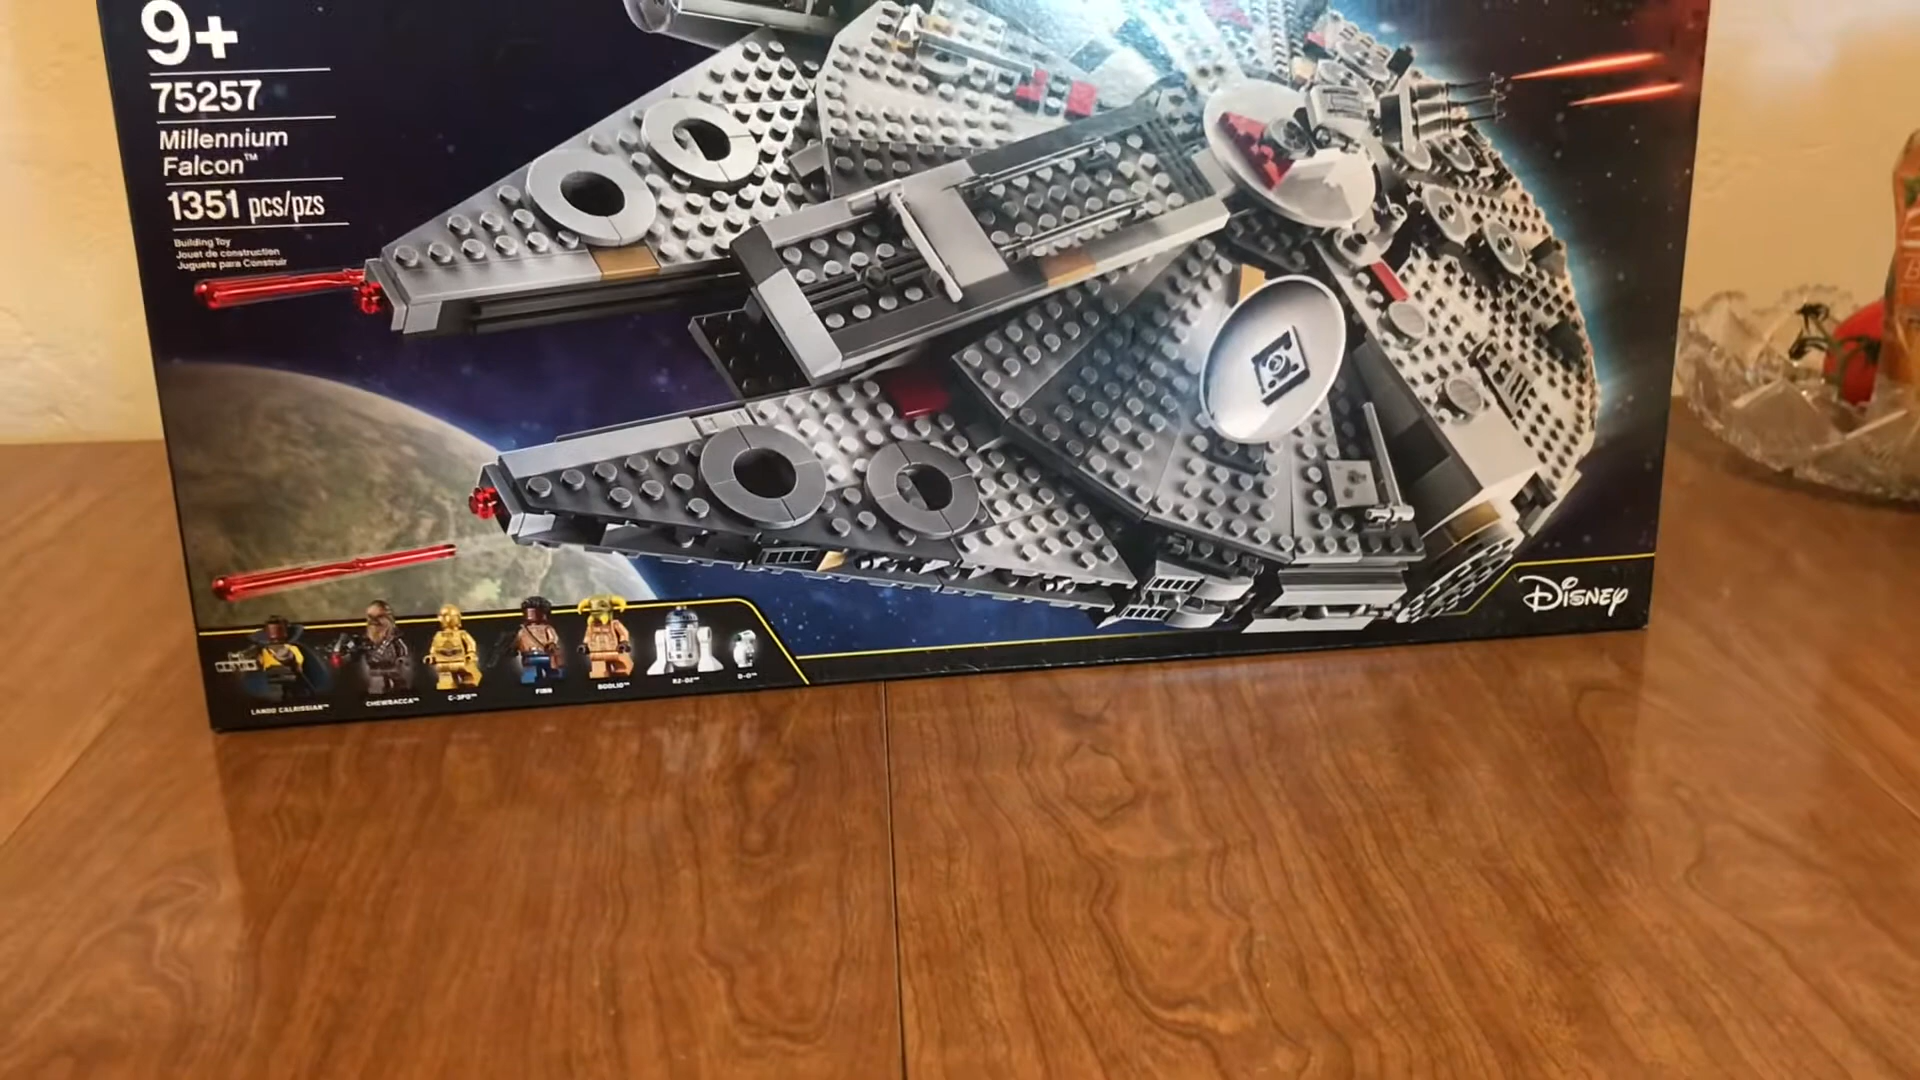 9+
75257
Millennium
Falcon™
1351 pcs/pzs
Building Toy
Jouet de construction
Juguete para Construir
Disney
LANDO CALRISSIAN™
CHEWBACCA™
C-3PO™
FINN
BOOLIO™
R2-D2™
D-O™